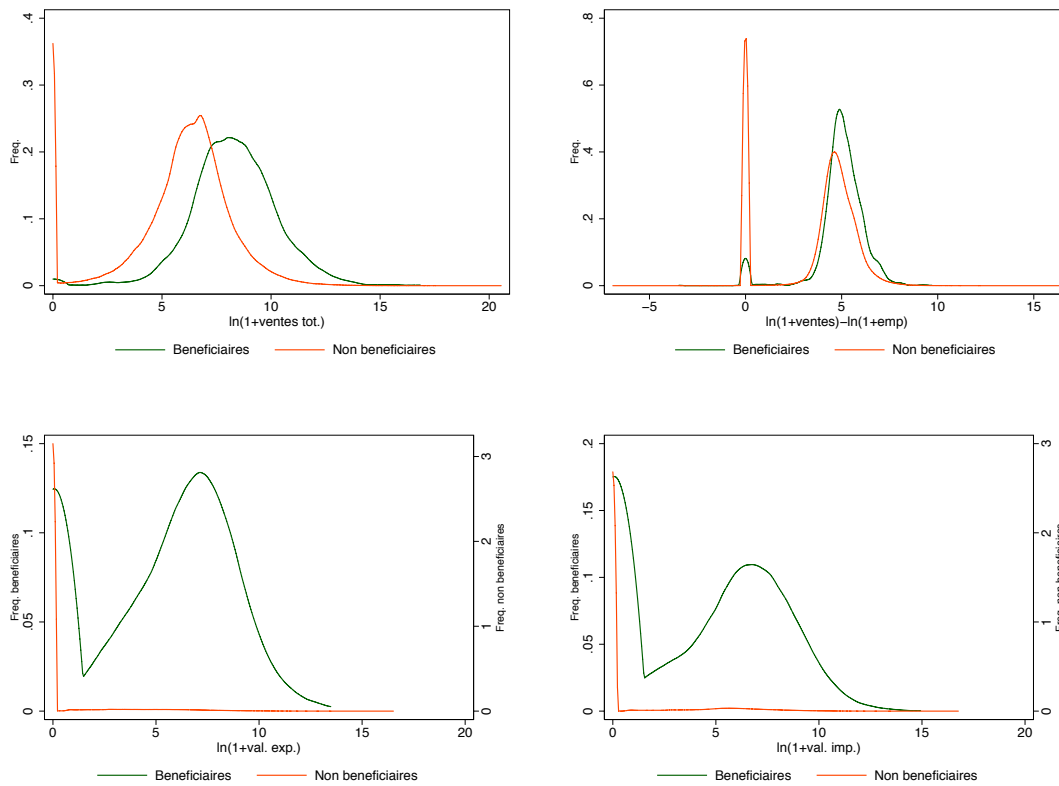 .4
.3
.2
.1
0
Freq.
0 5 10 15 20
ln(1+ventes tot.)
Beneficiaires Non beneficiaires
.8
.6
.4
.2
0
Freq.
−5 0 5 10 15
ln(1+ventes)−ln(1+emp)
Beneficiaires Non beneficiaires
.15
.1
.05
0
Freq. beneficiaires
3
2
1
0
Freq. non beneficiaires
0 5 10 15 20
ln(1+val. exp.)
Beneficiaires Non beneficiaires
.2
.15
.1
.05
0
Freq. beneficiaires
3
2
1
0
Freq. non beneficiaires
0 5 10 15 20
ln(1+val. imp.)
Beneficiaires Non beneficiaires